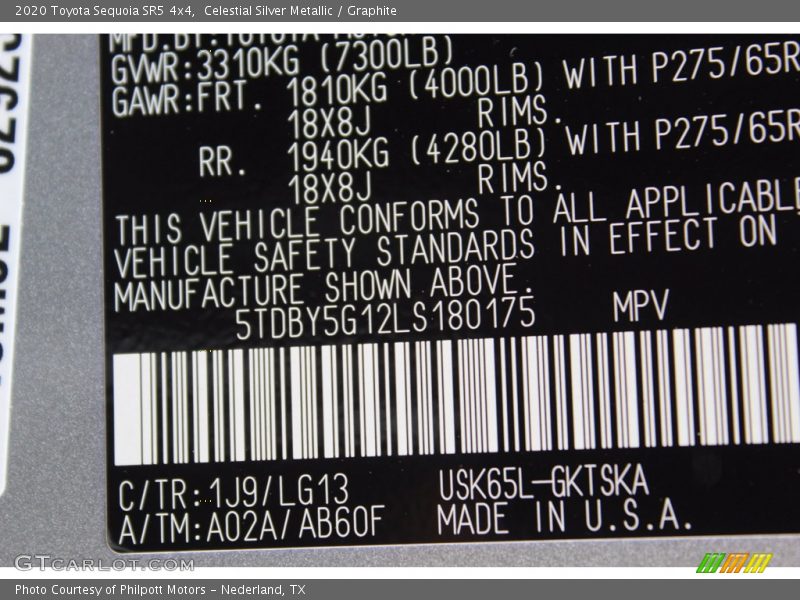 2020 Toyota Sequoia SR5 4x4, Celestial Silver Metallic / Graphite
MFD.BY:TOYOTA
GVWR:3310KG (7300LB)
GAWR:FRT. 1810KG (4000LB) WITH P275/65R
18X8J RIMS.
RR. 1940KG (4280LB) WITH P275/65R
18X8J RIMS.
THIS VEHICLE CONFORMS TO ALL APPLICABLE
VEHICLE SAFETY STANDARDS IN EFFECT ON
MANUFACTURE SHOWN ABOVE.
5TDBY5G12LS180175 MPV
C/TR:1J9/LG13 USK65L-GKTSKA
A/TM:A02A/AB60F MADE IN U.S.A.
GTcarlot.com
Photo Courtesy of Philpott Motors - Nederland, TX